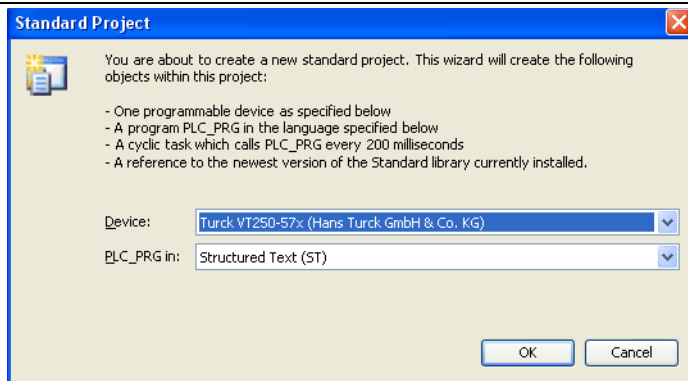 Standard Project
You are about to create a new standard project. This wizard will create the following
objects within this project:
- One programmable device as specified below
- A program PLC_PRG in the language specified below
- A cyclic task which calls PLC_PRG every 200 milliseconds
- A reference to the newest version of the Standard library currently installed.
Device: Turck VT250-57x (Hans Turck GmbH & Co. KG)
PLC_PRG in: Structured Text (ST)
OK Cancel